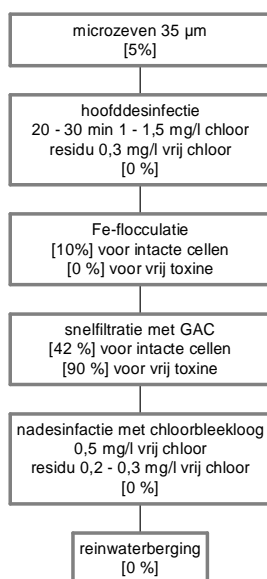 microzeven 35 µm
[5%]
hoofddesinfectie
20 - 30 min 1 - 1,5 mg/l chloor
residu 0,3 mg/l vrij chloor
[0 %]
Fe-flocculatie
[10%] voor intacte cellen
[0 %] voor vrij toxine
snelfiltratie met GAC
[42 %] voor intacte cellen
[90 %] voor vrij toxine
nadesinfactie met chloorbleekloog
0,5 mg/l vrij chloor
residu 0,2 - 0,3 mg/l vrij chloor
[0 %]
reinwaterberging
[0 %]